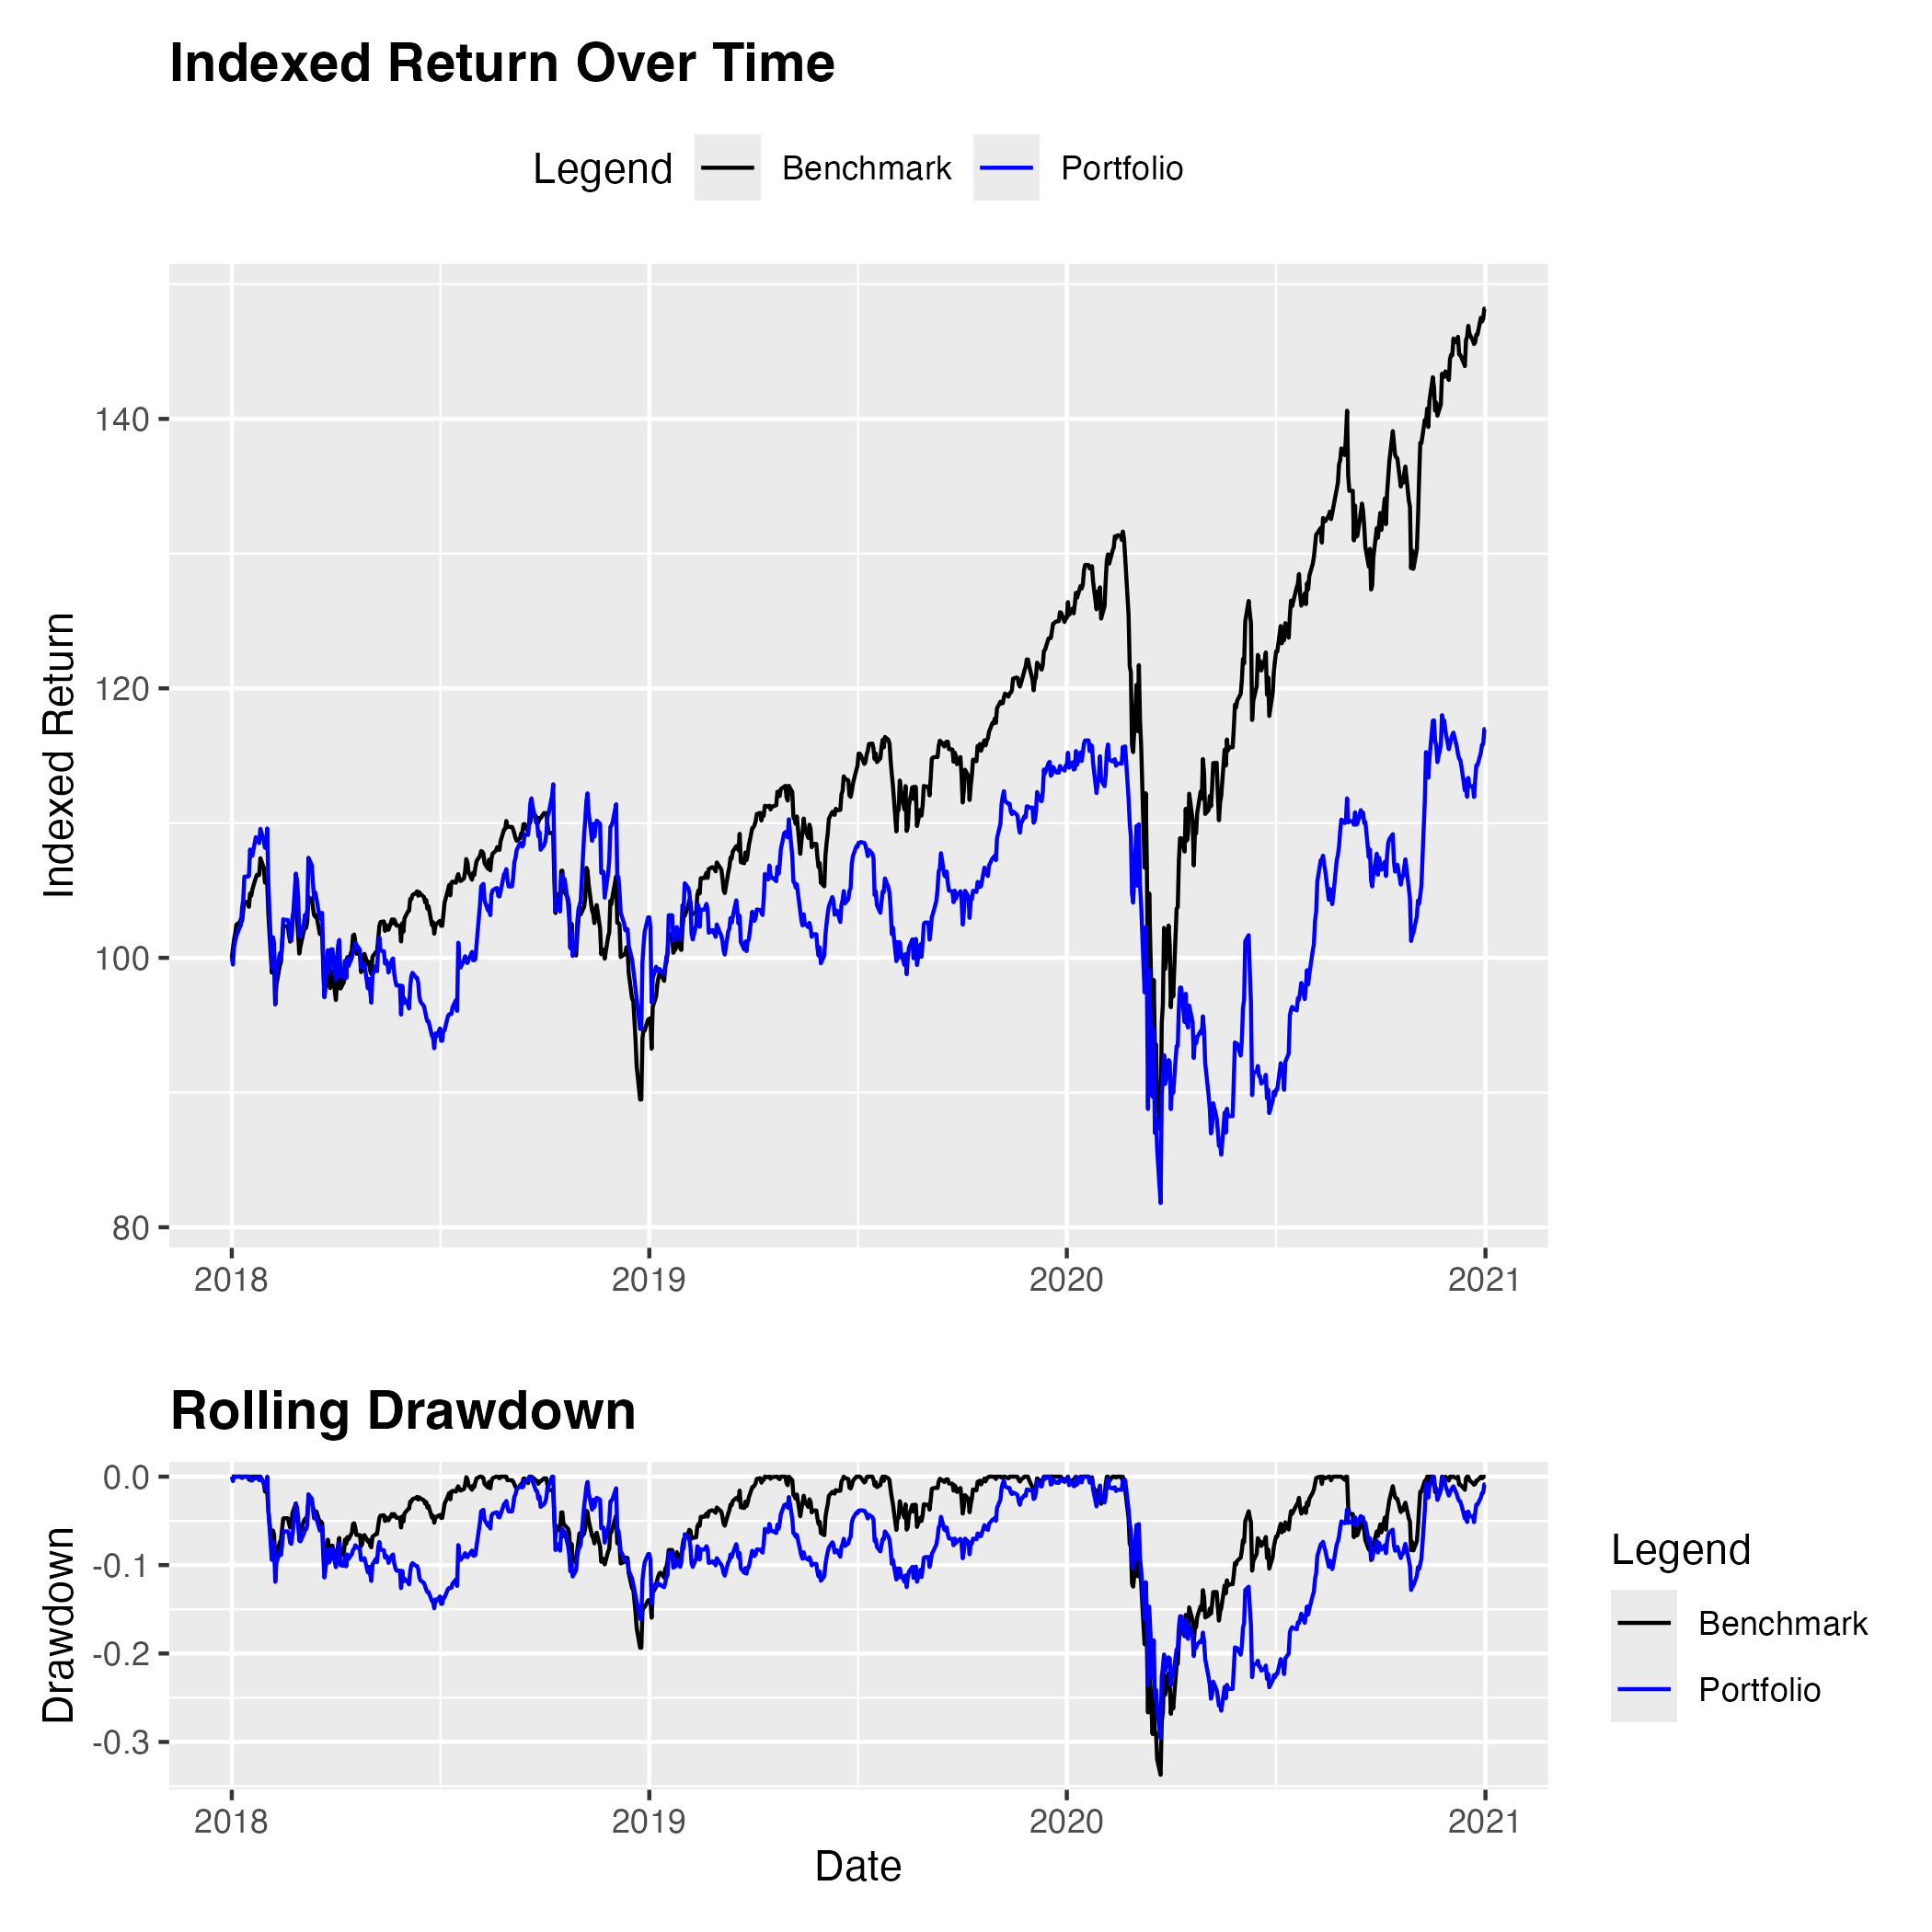 Indexed Return Over Time
Legend Benchmark Portfolio
Indexed Return
140
120
100
80
2018 2019 2020 2021
Rolling Drawdown
Drawdown
0.0
-0.1
-0.2
-0.3
2018 2019 2020 2021
Date
Legend
Benchmark
Portfolio